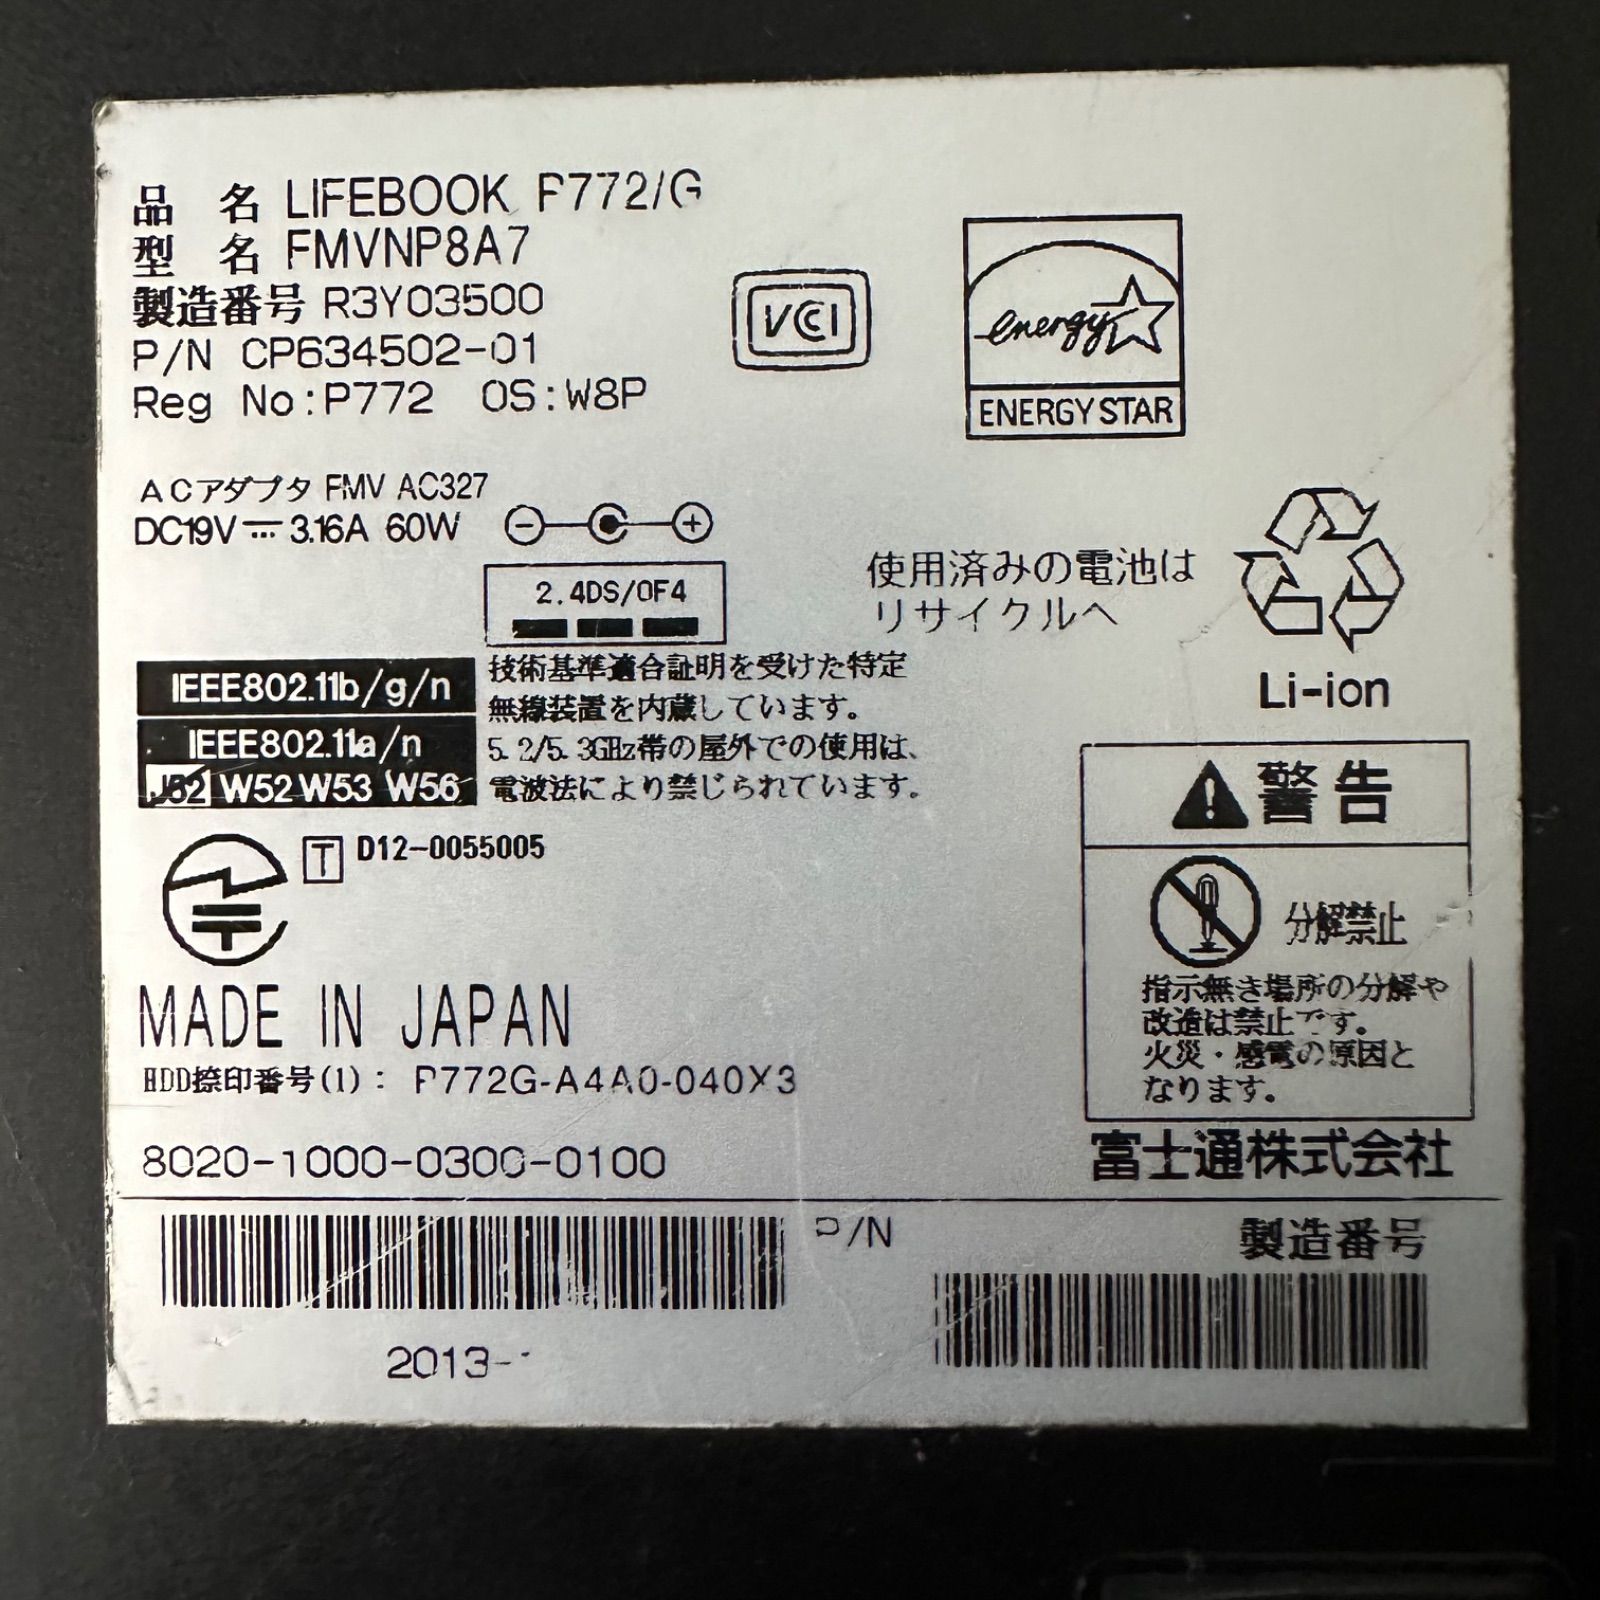 品 名 LIFEBOOK P772/G
型 名 FMVNP8A7
製造番号 R3Y03500
P/N CP634502-01
Reg No:P772 OS:W8P
VCCI
energy
ENERGY STAR
ACアダプタ FMV AC327
DC19V 3.16A 60W
2.4DS/OF4
使用済みの電池は
リサイクルへ
Li-ion
IEEE802.11b/g/n
IEEE802.11a/n
J52 W52 W53 W56
技術基準適合証明を受けた特定
無線装置を内蔵しています。
5.2/5.3GHz帯の屋外での使用は、
電波法により禁じられています。
T D12-0055005
警告
分解禁止
指示無き場所の分解や
改造は禁止です。
火災・感電の原因と
なります。
MADE IN JAPAN
HDD捺印番号(1): P772G-A4A0-040X3
8020-1000-0300-0100
富士通株式会社
P/N
製造番号
2013-